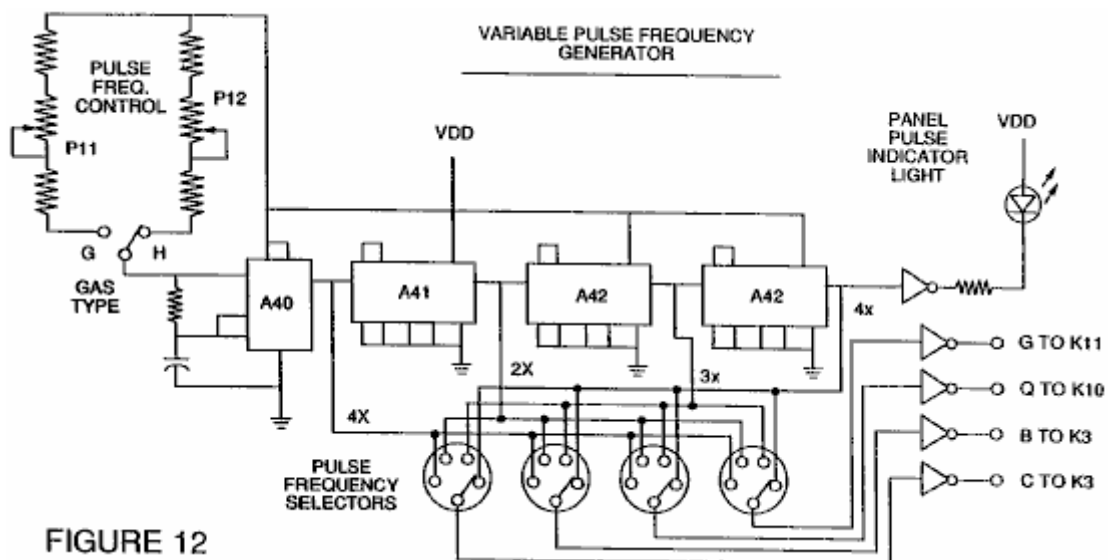 VARIABLE PULSE FREQUENCY
GENERATOR
PULSE
FREQ.
CONTROL
P12
P11
VDD
PANEL
PULSE
INDICATOR
LIGHT
VDD
G
H
GAS
TYPE
A40
A41
A42
A42
4x
2X
3x
4X
G TO K11
Q TO K10
B TO K3
C TO K3
PULSE
FREQUENCY
SELECTORS
FIGURE 12